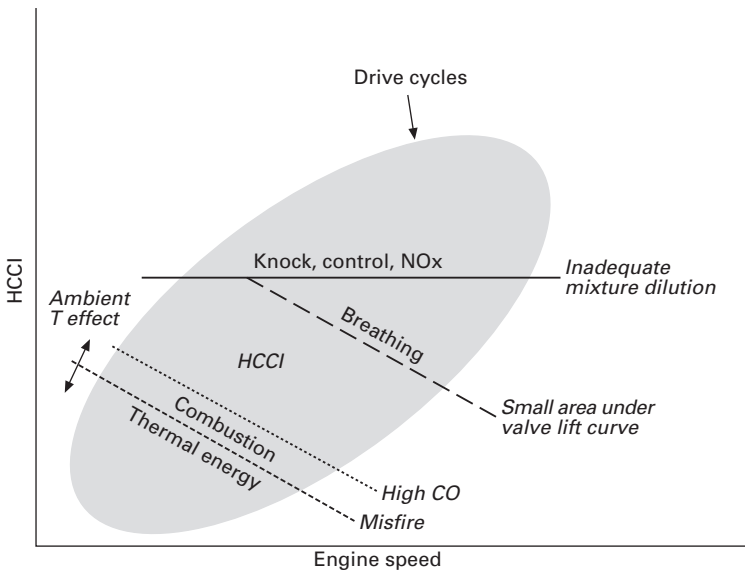 Drive cycles
Knock, control, NOx
Inadequate
mixture dilution
Ambient
T effect
Breathing
HCCI
HCCI
Small area under
valve lift curve
Combustion
Thermal energy
High CO
Misfire
Engine speed